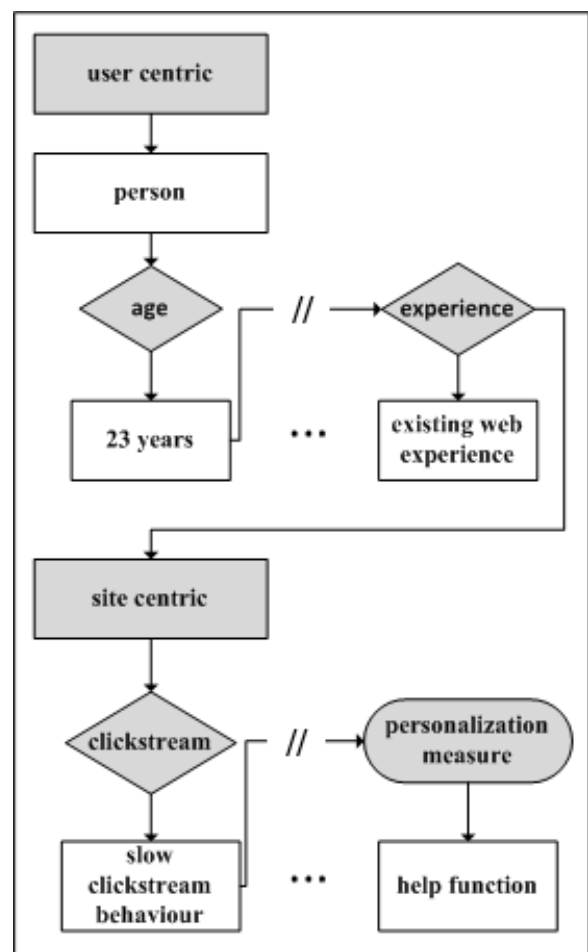 user centric
person
age
//
experience
23 years
...
existing web
experience
site centric
clickstream
//
personalization
measure
slow
clickstream
behaviour
...
help function